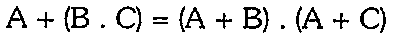 A + (B . C) = (A + B) . (A + C)